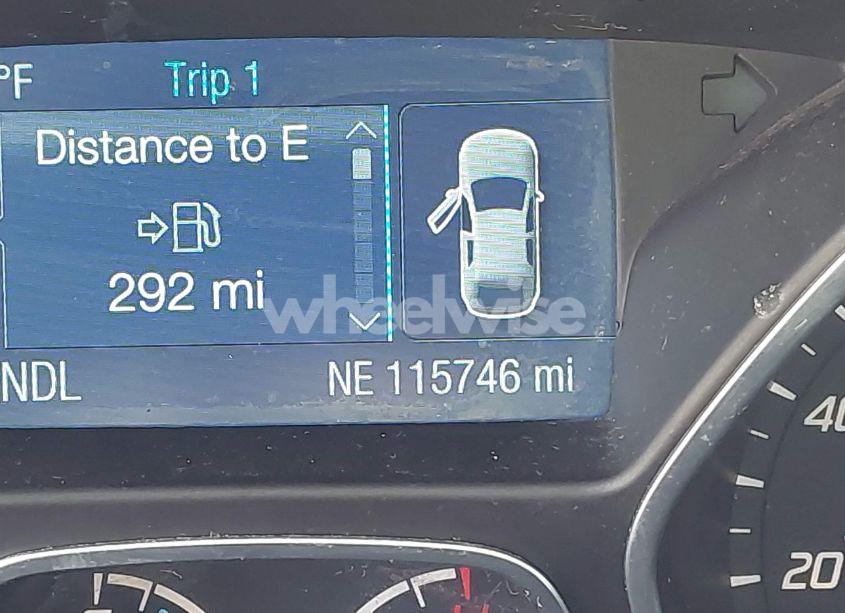 °F Trip 1
Distance to E
292 mi
wheelwise
NDL NE 115746 mi
40
20